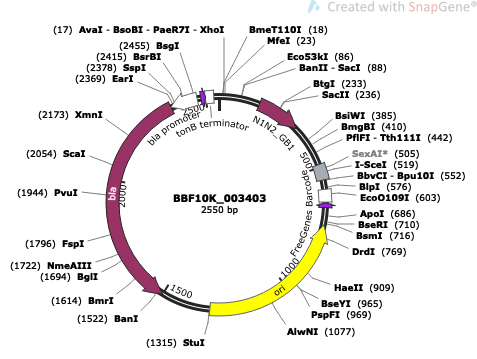 Created with SnapGene®
(17) AvaI - BsoBI - PaeR7I - XhoI
BmeT110I (18)
MfeI (23)
(2455) BsgI
(2415) BsrBI
(2378) SspI
(2369) EarI
Eco53kI (86)
BanII - SacI (88)
BtgI (233)
SacII (236)
(2173) XmnI
(2054) ScaI
(1944) PvuI
(1796) FspI
(1722) NmeAIII
(1694) BglI
(1614) BmrI
(1522) BanI
(1315) StuI
BsiWI (385)
BmgBI (410)
PflFI - Tth111I (442)
SexAI* (505)
I-SceI (519)
BbvCI - Bpu10I (552)
BlpI (576)
EcoO109I (603)
ApoI (686)
BseRI (710)
BsmI (716)
DrdI (769)
HaeII (909)
BseYI (965)
PspFI (969)
AlwNI (1077)
bla promoter
tonB terminator
N1N2_GB1
FreeGenes Barcode
bla
ori
500
1000
1500
2000
2500
BBF10K_003403
2550 bp